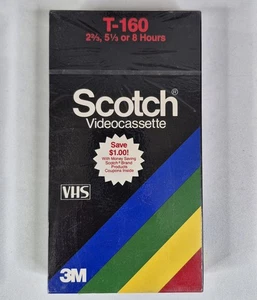 T-160
2⅔, 5⅓ or 8 Hours
Scotch®
Videocassette
Save
$1.00!
With Money Saving
Scotch® Brand
Products
Coupons Inside
VHS
3M